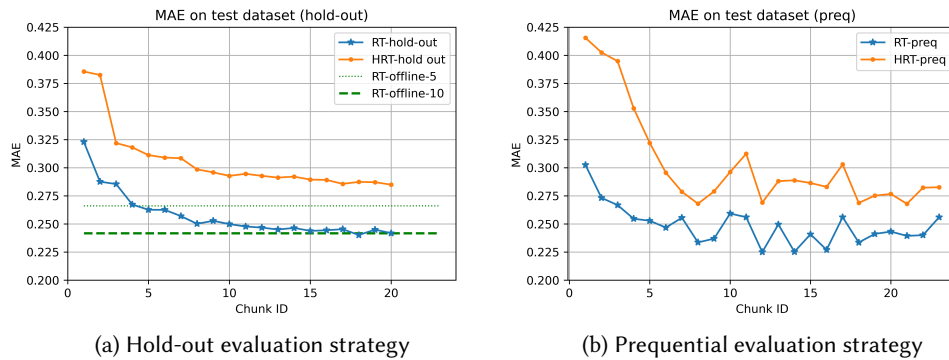 MAE on test dataset (hold-out)
0.425
0.400
0.375
0.350
0.325
0.300
0.275
0.250
0.225
0.200
MAE
0 5 10 15 20
Chunk ID
RT-hold-out
HRT-hold out
RT-offline-5
RT-offline-10
(a) Hold-out evaluation strategy
MAE on test dataset (preq)
0.425
0.400
0.375
0.350
0.325
0.300
0.275
0.250
0.225
0.200
MAE
0 5 10 15 20
Chunk ID
RT-preq
HRT-preq
(b) Prequential evaluation strategy